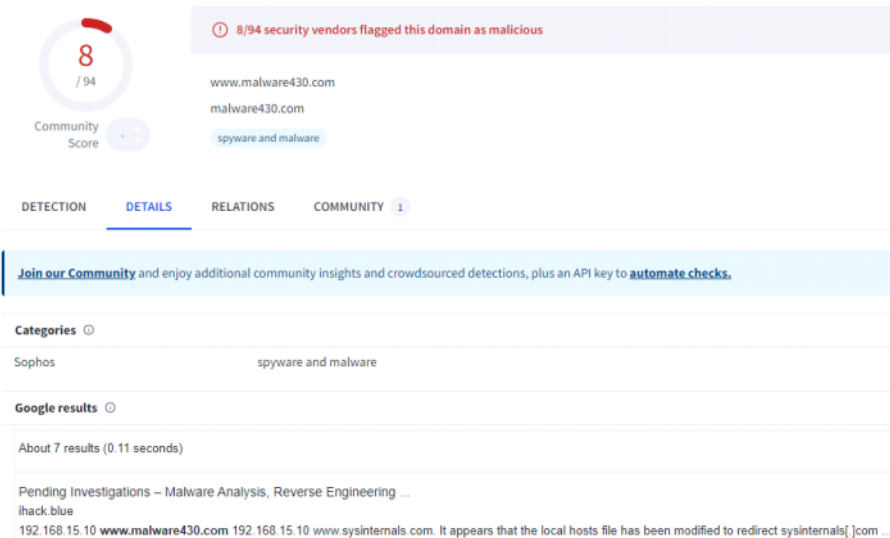 8/94 security vendors flagged this domain as malicious
8
/ 94
www.malware430.com
malware430.com
Community
Score
spyware and malware
DETECTION DETAILS RELATIONS COMMUNITY 1
Join our Community and enjoy additional community insights and crowdsourced detections, plus an API key to automate checks.
Categories
Sophos spyware and malware
Google results
About 7 results (0.11 seconds)
Pending Investigations – Malware Analysis, Reverse Engineering ...
ihack.blue
192.168.15.10 www.malware430.com 192.168.15.10 www.sysinternals.com. It appears that the local hosts file has been modified to redirect sysinternals[.]com ...